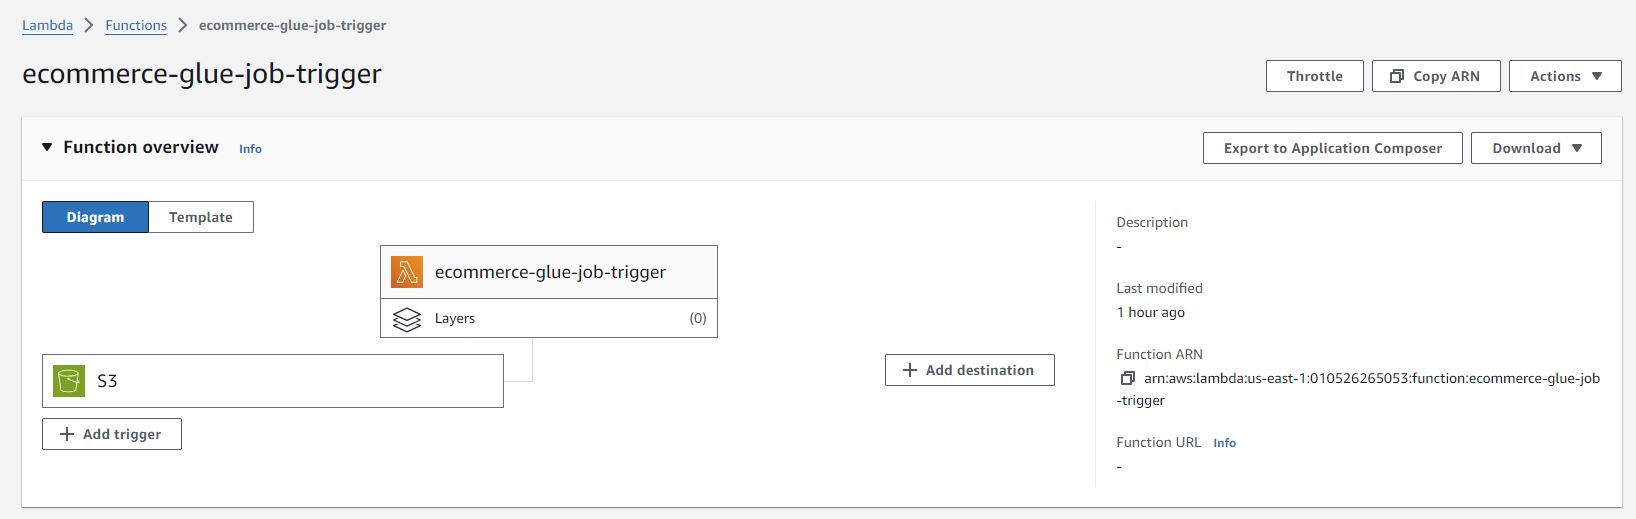 Lambda > Functions > ecommerce-glue-job-trigger
ecommerce-glue-job-trigger
Throttle
Copy ARN
Actions
Function overview Info
Export to Application Composer
Download
Diagram
Template
ecommerce-glue-job-trigger
Layers (0)
S3
+ Add trigger
+ Add destination
Description
-
Last modified
1 hour ago
Function ARN
arn:aws:lambda:us-east-1:010526265053:function:ecommerce-glue-job
-trigger
Function URL Info
-